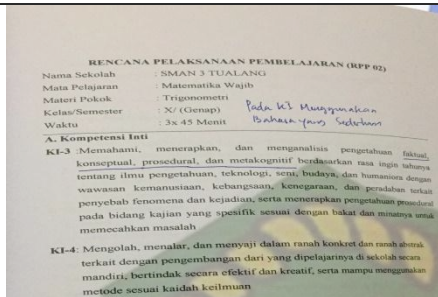 RENCANA PELAKSANAAN PEMBELAJARAN (RPP 02)
Nama Sekolah : SMAN 3 TUALANG
Mata Pelajaran : Matematika Wajib
Materi Pokok : Trigonometri
Kelas/Semester : X/ (Genap)
Waktu : 3x 45 Menit
Pada K3 Menggunakan
Bahasa yang Sederhana
A. Kompetensi Inti
KI-3 :Memahami, menerapkan, dan menganalisis pengetahuan faktual,
konseptual, prosedural, dan metakognitif berdasarkan rasa ingin tahunya
tentang ilmu pengetahuan, teknologi, seni, budaya, dan humaniora dengan
wawasan kemanusiaan, kebangsaan, kenegaraan, dan peradaban terkait
penyebab fenomena dan kejadian, serta menerapkan pengetahuan prosedural
pada bidang kajian yang spesifik sesuai dengan bakat dan minatnya untuk
memecahkan masalah
KI-4: Mengolah, menalar, dan menyaji dalam ranah konkret dan ranah abstrak
terkait dengan pengembangan dari yang dipelajarinya di sekolah secara
mandiri, bertindak secara efektif dan kreatif, serta mampu menggunakan
metode sesuai kaidah keilmuan